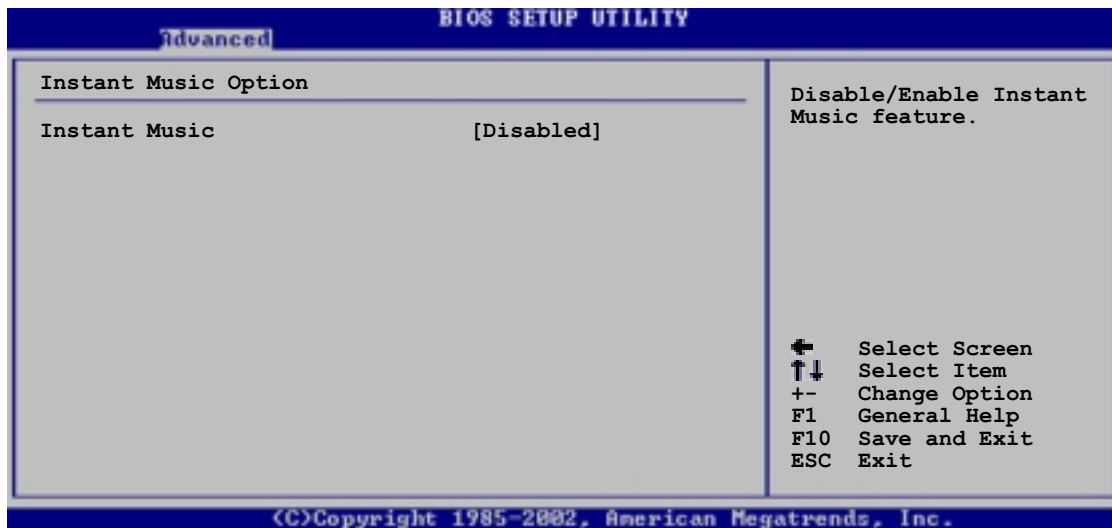 BIOS SETUP UTILITY
Advanced
Instant Music Option
Instant Music [Disabled]
Disable/Enable Instant
Music feature.
← Select Screen
↑↓ Select Item
+- Change Option
F1 General Help
F10 Save and Exit
ESC Exit
(C)Copyright 1985-2002, American Megatrends, Inc.